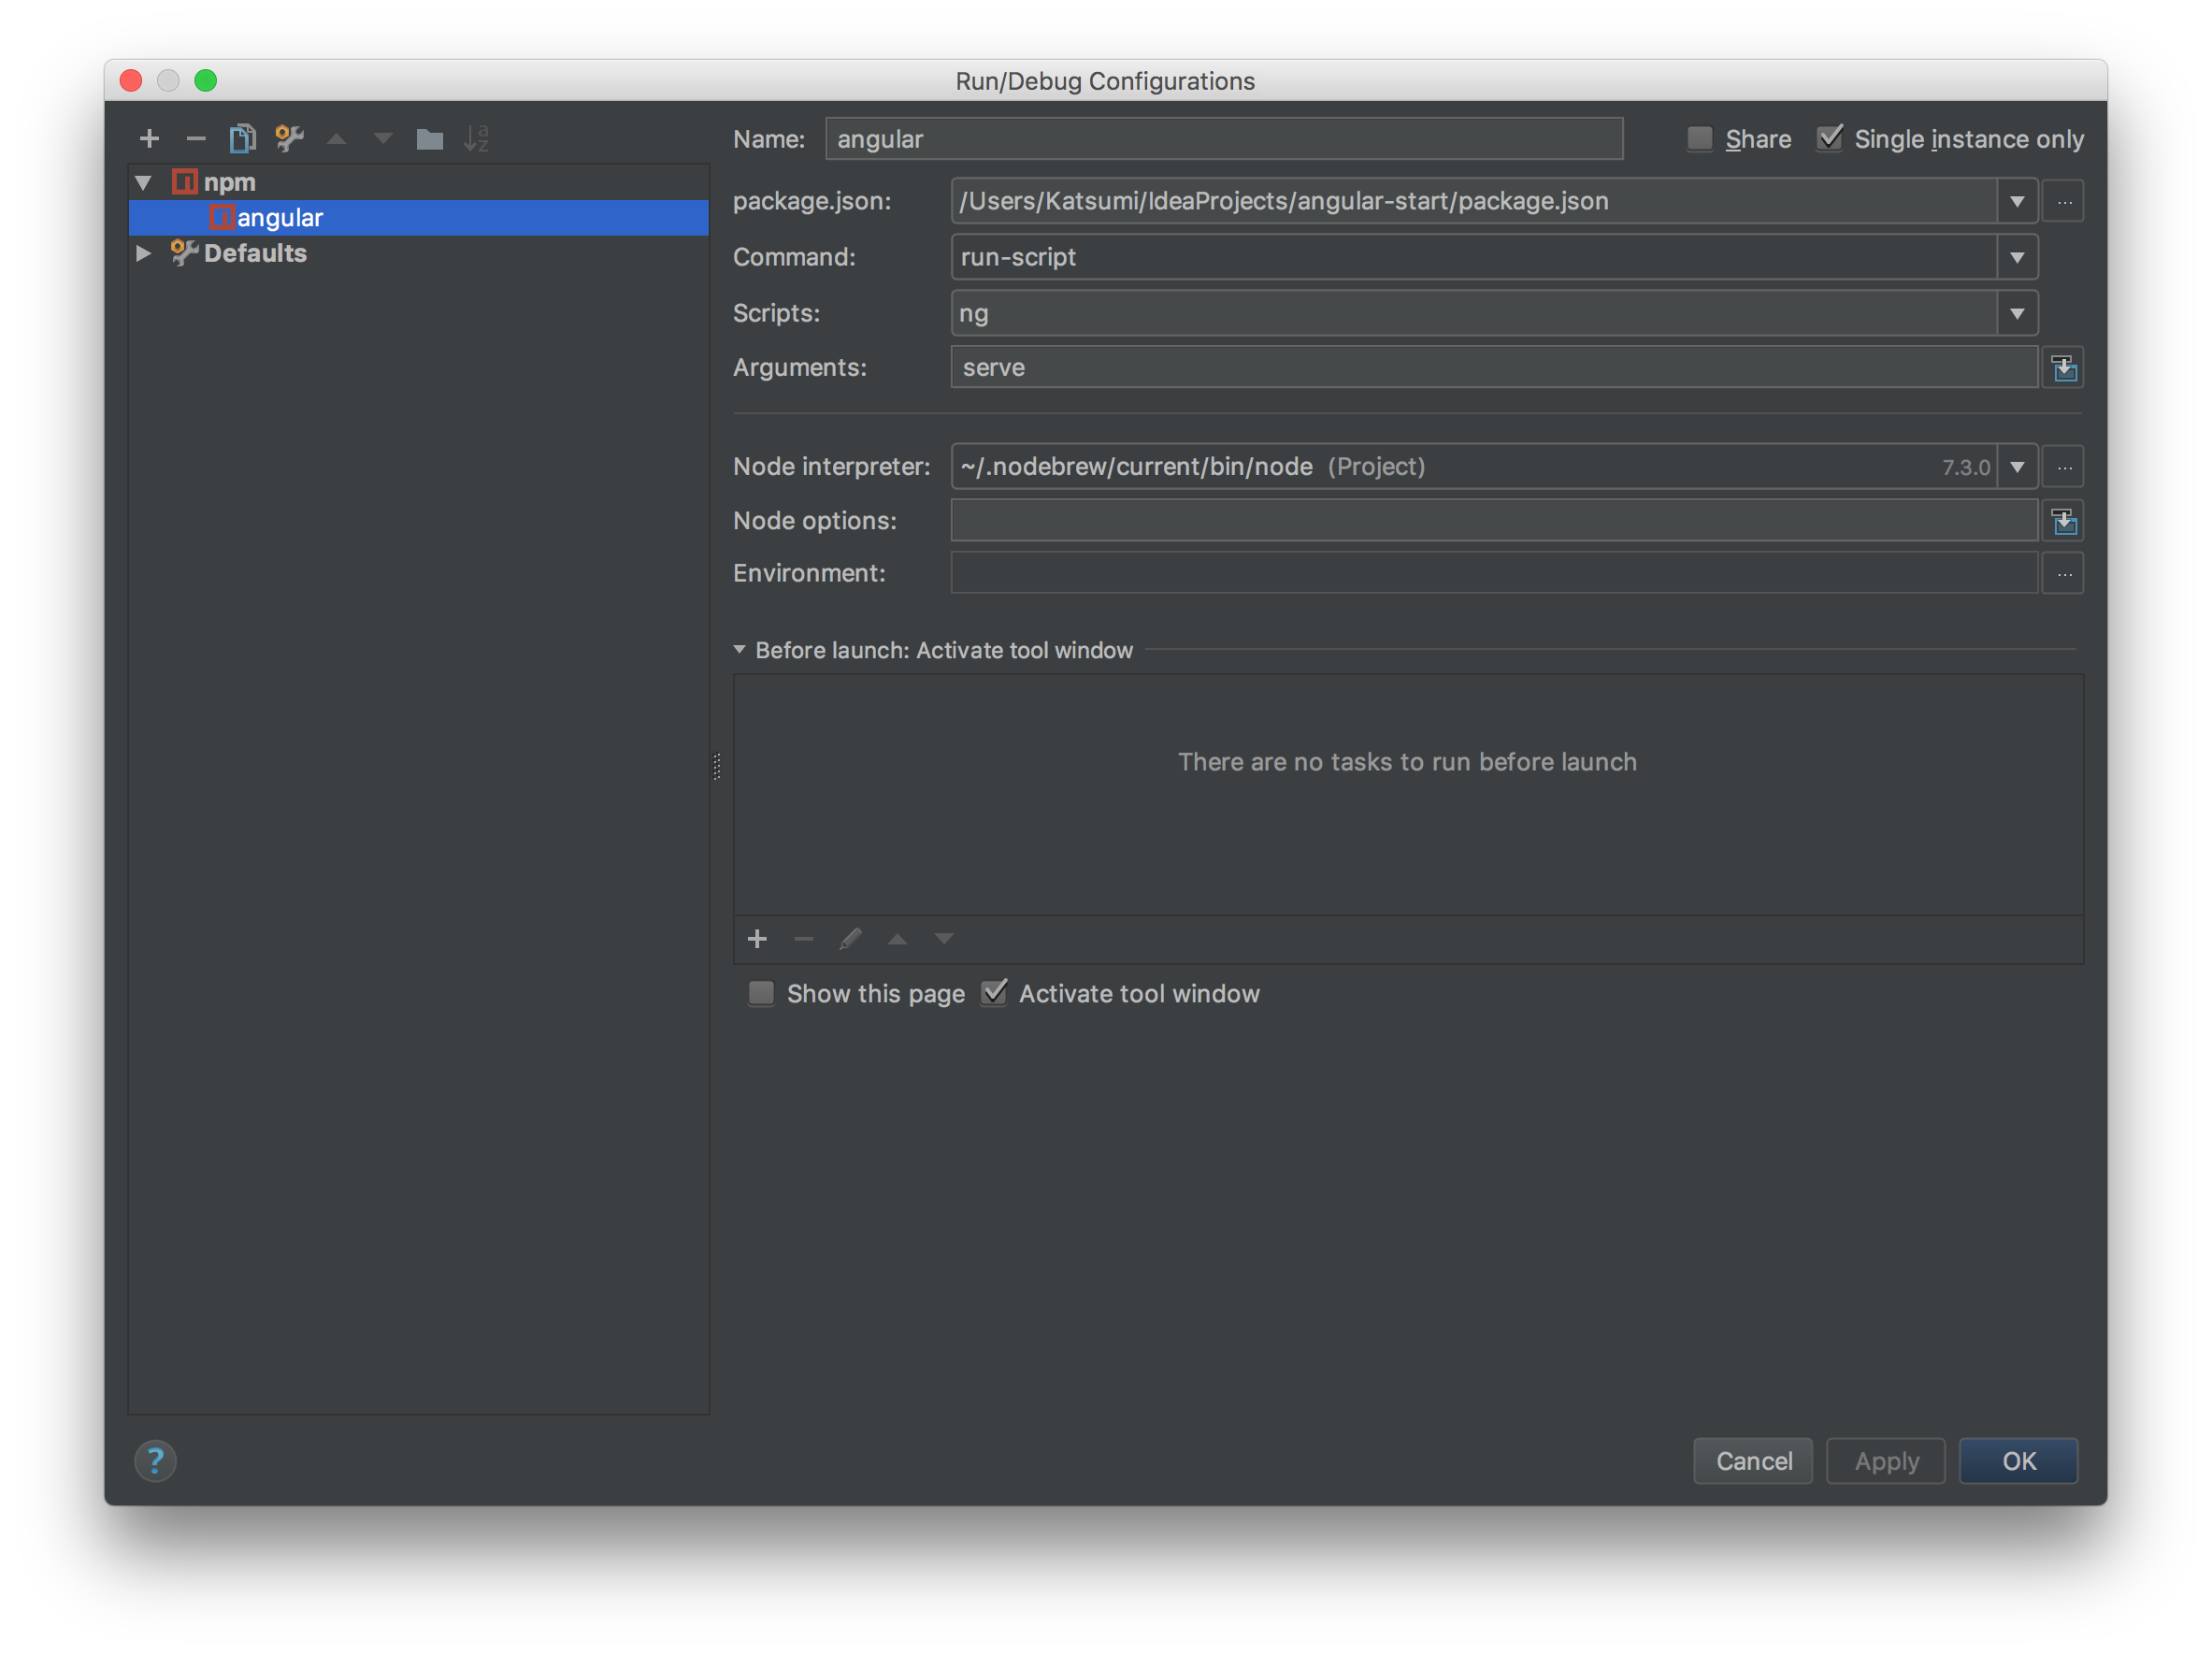 Run/Debug Configurations
Name: angular Share Single instance only
npm
angular
Defaults
package.json: /Users/Katsumi/IdeaProjects/angular-start/package.json ...
Command: run-script
Scripts: ng
Arguments: serve
Node interpreter: ~/.nodebrew/current/bin/node (Project) 7.3.0 ...
Node options:
Environment: ...
Before launch: Activate tool window
There are no tasks to run before launch
Show this page Activate tool window
? Cancel Apply OK